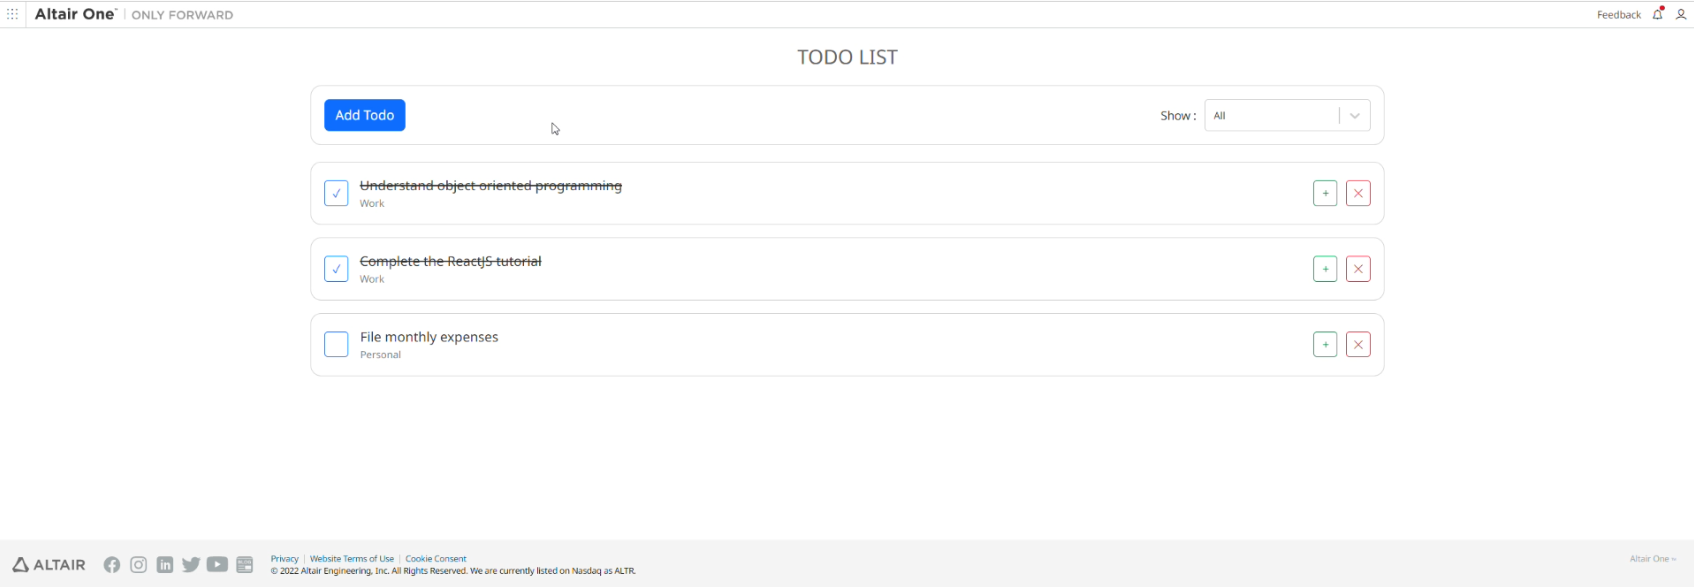 Altair One™ | ONLY FORWARD
Feedback
TODO LIST
Add Todo
Show : All
Understand object oriented programming
Work
Complete the ReactJS tutorial
Work
File monthly expenses
Personal
ALTAIR
Privacy | Website Terms of Use | Cookie Consent
© 2022 Altair Engineering, Inc. All Rights Reserved. We are currently listed on Nasdaq as ALTR.
Altair One